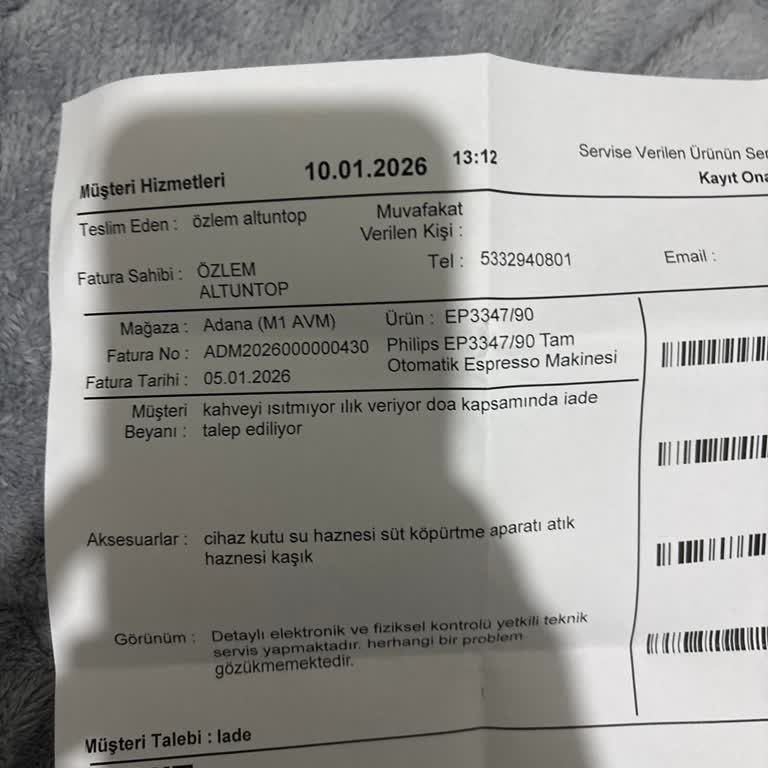 Müşteri Hizmetleri 10.01.2026 13:12 Servise Verilen Ürünün
Kayıt
Teslim Eden : özlem altuntop Muvafakat
Verilen Kişi :
Fatura Sahibi : ÖZLEM Tel : 5332940801 Email :
ALTUNTOP
Mağaza : Adana (M1 AVM) Ürün : EP3347/90
Fatura No : ADM2026000000430 Philips EP3347/90 Tam
Otomatik Espresso Makinesi
Fatura Tarihi : 05.01.2026
Müşteri kahveyi ısıtmıyor ılık veriyor doa kapsamında iade
Beyanı : talep ediliyor
Aksesuarlar : cihaz kutu su haznesi süt köpürtme aparatı atık
haznesi kaşık
Görünüm : Detaylı elektronik ve fiziksel kontrolü yetkili teknik
servis yapmaktadır. herhangi bir problem
gözükmemektedir.
Müşteri Talebi : Iade